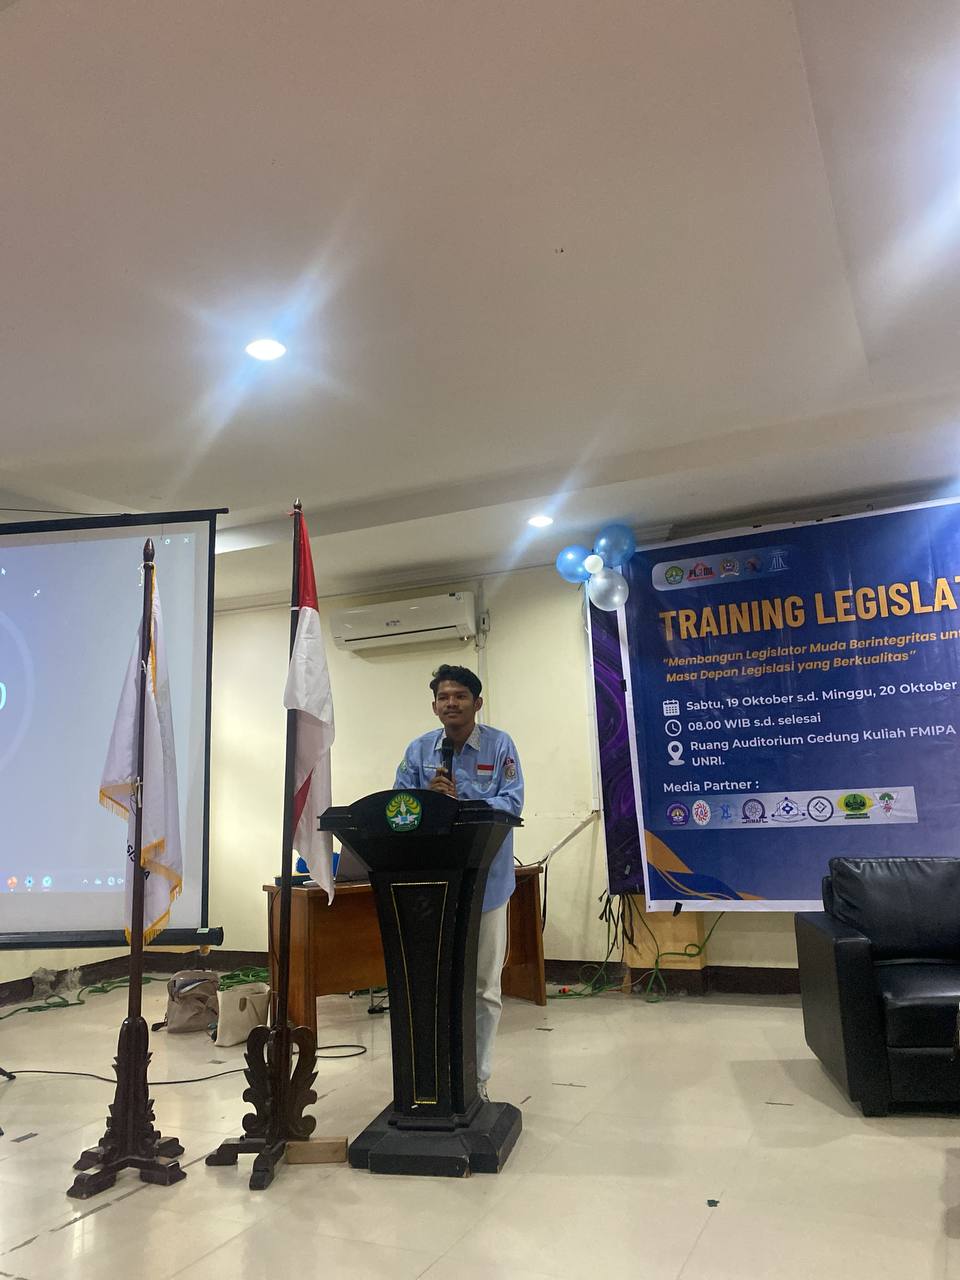 TRAINING LEGISLAT
"Membangun Legislator Muda Berintegritas unt
Masa Depan Legislasi yang Berkualitas"
Sabtu, 19 Oktober s.d. Minggu, 20 Oktober
08.00 WIB s.d. selesai
Ruang Auditorium Gedung Kuliah FMIPA
UNRI.
Media Partner :